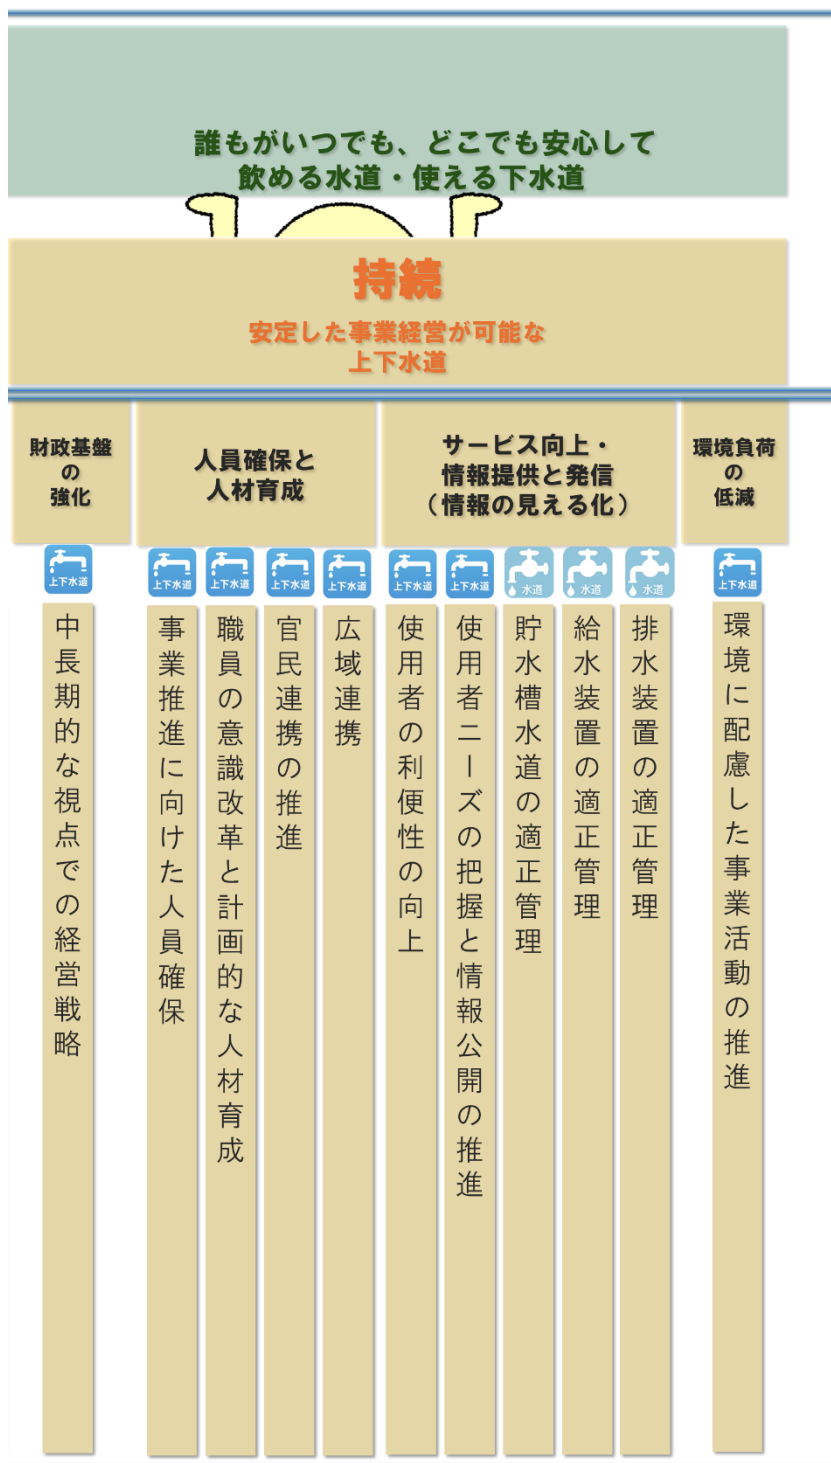 誰もがいつでも、どこでも安心して
飲める水道・使える下水道
持続
安定した事業経営が可能な
上下水道
財政基盤
の
強化
人員確保と
人材育成
サービス向上・
情報提供と発信
（情報の見える化）
環境負荷
の
低減
上下水道
上下水道
上下水道
上下水道
上下水道
上下水道
上下水道
水道
水道
水道
上下水道
中長期的な視点での経営戦略
事業推進に向けた人員確保
職員の意識改革と計画的な人材育成
官民連携の推進
広域連携
使用者の利便性の向上
使用者ニーズの把握と情報公開の推進
貯水槽水道の適正管理
給水装置の適正管理
排水装置の適正管理
環境に配慮した事業活動の推進